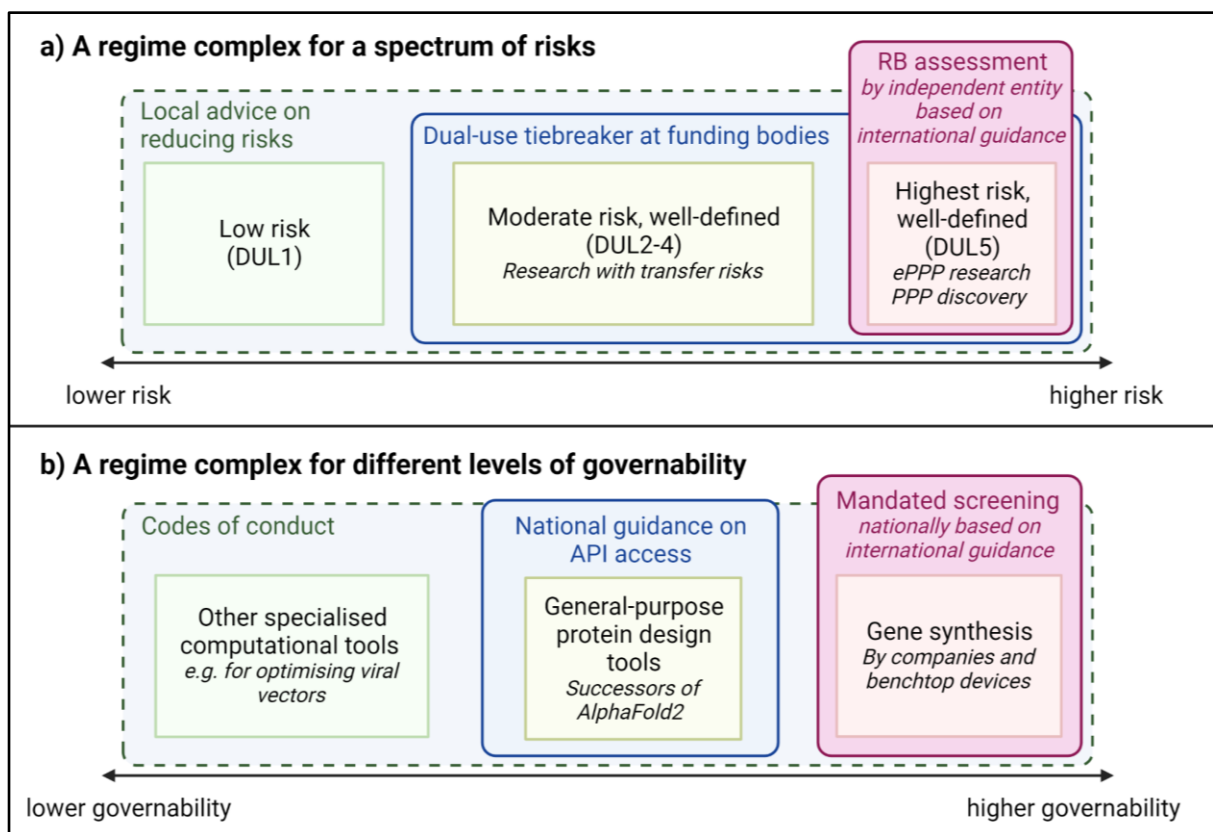 a) A regime complex for a spectrum of risks
RB assessment
by independent entity
based on
international guidance
Local advice on
reducing risks
Dual-use tiebreaker at funding bodies
Low risk
(DUL1)
Moderate risk, well-defined
(DUL2-4)
Research with transfer risks
Highest risk,
well-defined
(DUL5)
ePPP research
PPP discovery
lower risk
higher risk
b) A regime complex for different levels of governability
Codes of conduct
National guidance on
API access
Mandated screening
nationally based on
international guidance
Other specialised
computational tools
e.g. for optimising viral
vectors
General-purpose
protein design
tools
Successors of
AlphaFold2
Gene synthesis
By companies and
benchtop devices
lower governability
higher governability